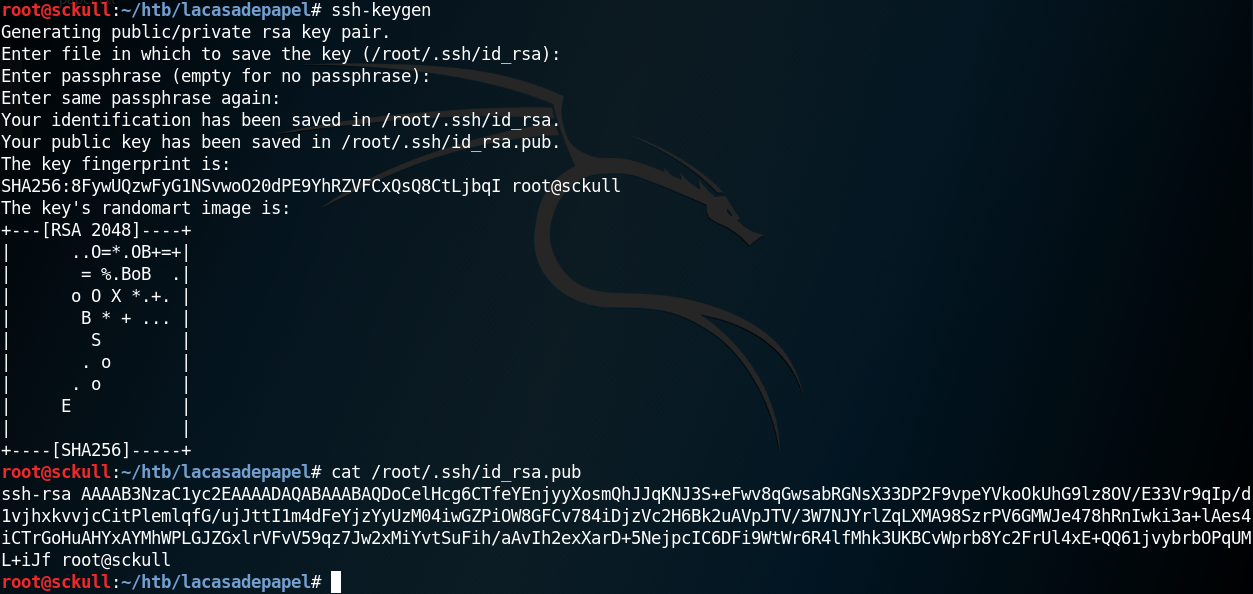 root@sckull:~/htb/lacasadepapel# ssh-keygen
Generating public/private rsa key pair.
Enter file in which to save the key (/root/.ssh/id_rsa):
Enter passphrase (empty for no passphrase):
Enter same passphrase again:
Your identification has been saved in /root/.ssh/id_rsa.
Your public key has been saved in /root/.ssh/id_rsa.pub.
The key fingerprint is:
SHA256:8FywUQzwFyG1NSvwoO20dPE9YhRZVFCxQsQ8CtLjbqI root@sckull
The key's randomart image is:
+---[RSA 2048]----+
|      ..O=*.OB+=+|
|       = %.BoB  .|
|      o O X *.+. |
|       B * + ... |
|        S        |
|       . o       |
|      . o        |
|     E           |
|                 |
+----[SHA256]-----+
root@sckull:~/htb/lacasadepapel# cat /root/.ssh/id_rsa.pub
ssh-rsa AAAAB3NzaC1yc2EAAAADAQABAAABAQDoCelHcg6CTfeYEnjyyXosmQhJJqKNJ3S+eFwv8qGwsabRGNsX33DP2F9vpeYVkoOkUhG9lz8OV/E33Vr9qIp/d
1vjhxkvvjcCitPlemlqfG/ujJttI1m4dFeYjzYyUzM04iwGZPiOW8GFCv784iDjzVc2H6Bk2uAVpJTV/3W7NJYrlZqLXMA98SzrPV6GMWJe478hRnIwki3a+lAes4
iCTrGoHuAHYxAYMhWPLGJZGxlrVFvV59qz7Jw2xMiYvtSuFih/aAvIh2exXarD+5NejpcIC6DFi9WtWr6R4lfMhk3UKBCvWprb8Yc2FrUl4xE+QQ61jvybrbOPqUM
L+iJf root@sckull
root@sckull:~/htb/lacasadepapel#